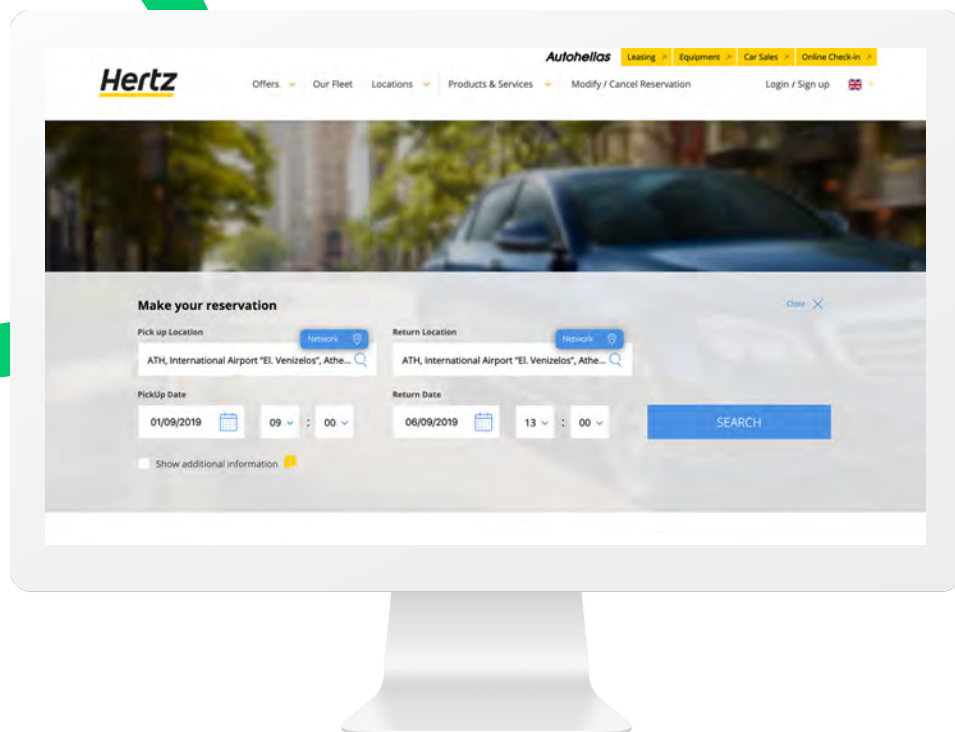 Autohellas Leasing Equipment Car Sales Online Check-in
Hertz
Offers Our Fleet Locations Products & Services Modify / Cancel Reservation Login / Sign up
Make your reservation
Close
Pick up Location
Network
Return Location
Network
ATH, International Airport "El. Venizelos", Athe...
ATH, International Airport "El. Venizelos", Athe...
PickUp Date
Return Date
01/09/2019 09 : 00
06/09/2019 13 : 00
SEARCH
Show additional information